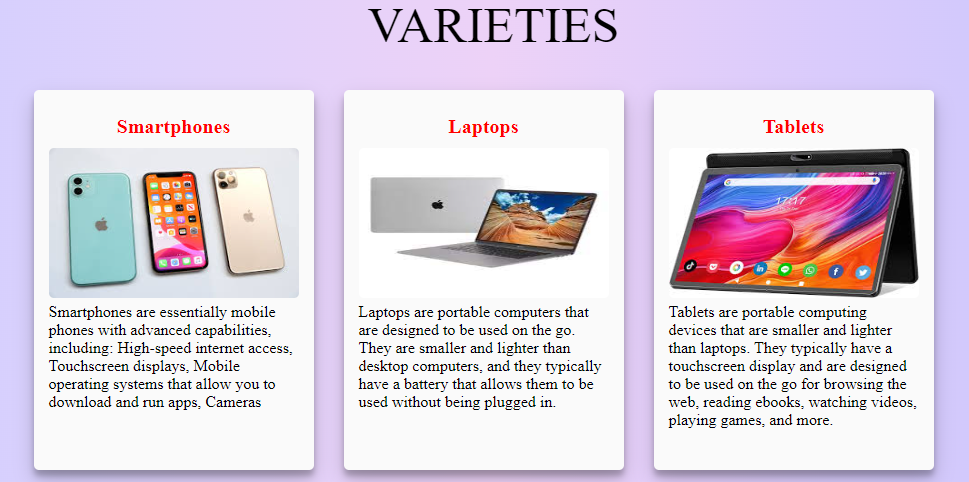 VARIETIES
Smartphones
Smartphones are essentially mobile
phones with advanced capabilities,
including: High-speed internet access,
Touchscreen displays, Mobile
operating systems that allow you to
download and run apps, Cameras
Laptops
Laptops are portable computers that
are designed to be used on the go.
They are smaller and lighter than
desktop computers, and they typically
have a battery that allows them to be
used without being plugged in.
Tablets
17:17
Tablets are portable computing
devices that are smaller and lighter
than laptops. They typically have a
touchscreen display and are designed
to be used on the go for browsing the
web, reading ebooks, watching videos,
playing games, and more.